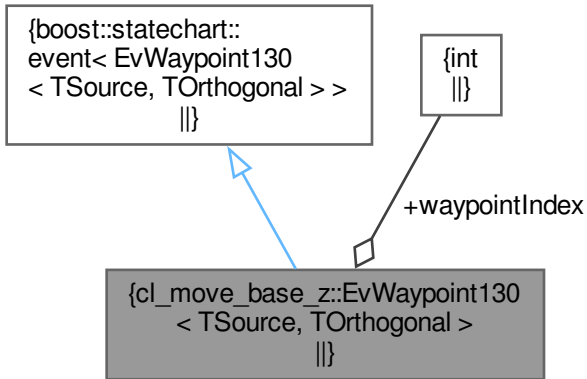 {boost::statechart::
event< EvWaypoint130
< TSource, TOrthogonal > >
||}
{int
||}
+waypointIndex
{cl_move_base_z::EvWaypoint130
< TSource, TOrthogonal >
||}